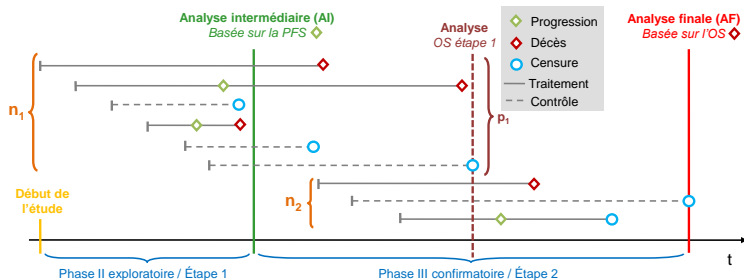 Analyse intermédiaire (AI)
Basée sur la PFS
Analyse
OS étape 1
Analyse finale (AF)
Basée sur l'OS
Progression
Décès
Censure
Traitement
Contrôle
n1
p1
n2
Début de
l'étude
t
Phase II exploratoire / Étape 1
Phase III confirmatoire / Étape 2